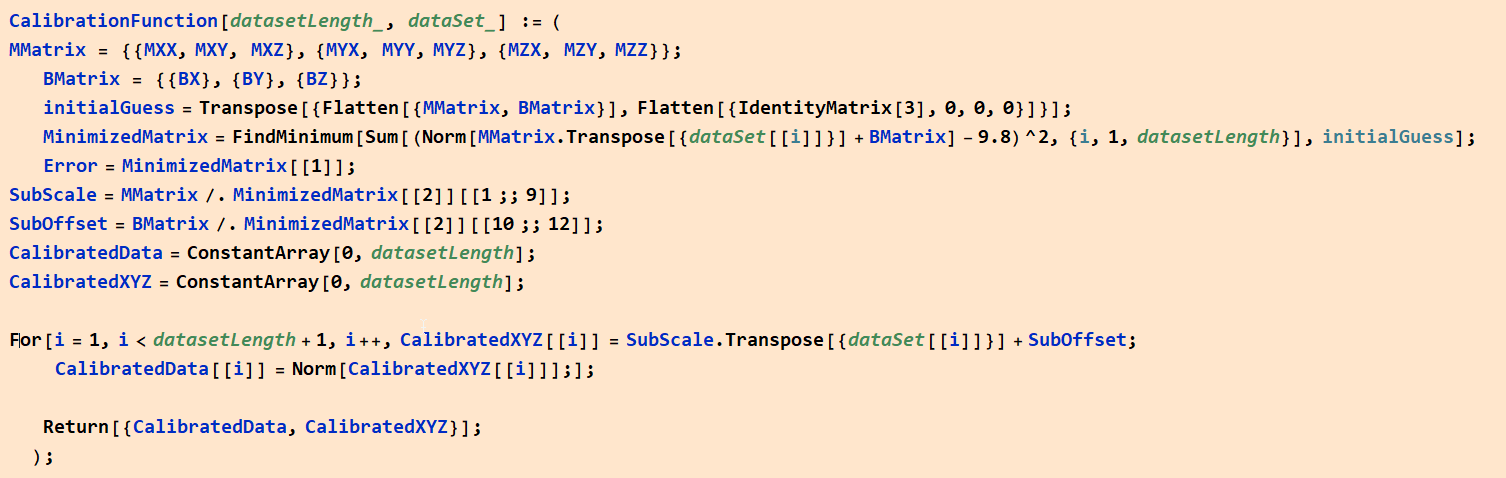 CalibrationFunction[datasetLength_, dataSet_] := (
MMatrix = {{MXX, MXY, MXZ}, {MYX, MYY, MYZ}, {MZX, MZY, MZZ}};
BMatrix = {{BX}, {BY}, {BZ}};
initialGuess = Transpose[{Flatten[{MMatrix, BMatrix}], Flatten[{IdentityMatrix[3], 0, 0, 0}]}];
MinimizedMatrix = FindMinimum[Sum[(Norm[MMatrix.Transpose[{dataSet[[i]]}] + BMatrix] - 9.8)^2, {i, 1, datasetLength}], initialGuess];
Error = MinimizedMatrix[[1]];
SubScale = MMatrix /. MinimizedMatrix[[2]][[1 ;; 9]];
SubOffset = BMatrix /. MinimizedMatrix[[2]][[10 ;; 12]];
CalibratedData = ConstantArray[0, datasetLength];
CalibratedXYZ = ConstantArray[0, datasetLength];
For[i = 1, i < datasetLength + 1, i++, CalibratedXYZ[[i]] = SubScale.Transpose[{dataSet[[i]]}] + SubOffset;
CalibratedData[[i]] = Norm[CalibratedXYZ[[i]]];];
Return[{CalibratedData, CalibratedXYZ}];
);